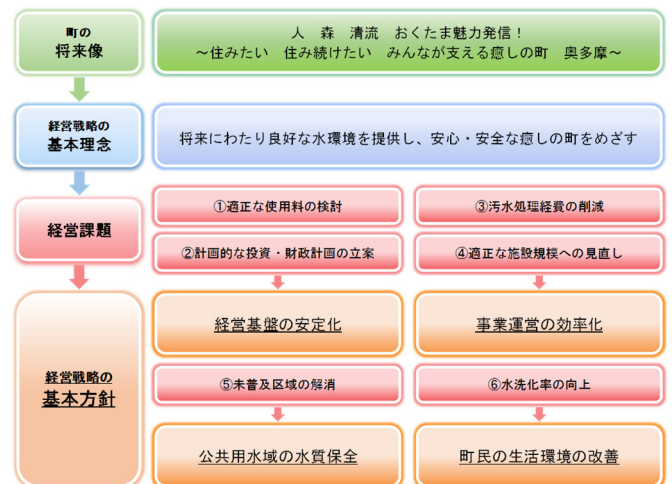 町の
将来像
人　森　清流　おくたま魅力発信！
～住みたい　住み続けたい　みんなが支える癒しの町　奥多摩～
経営戦略の
基本理念
将来にわたり良好な水環境を提供し、安心・安全な癒しの町をめざす
経営課題
①適正な使用料の検討
③汚水処理経費の削減
②計画的な投資・財政計画の立案
④適正な施設規模への見直し
経営戦略の
基本方針
経営基盤の安定化
事業運営の効率化
⑤未普及区域の解消
⑥水洗化率の向上
公共用水域の水質保全
町民の生活環境の改善